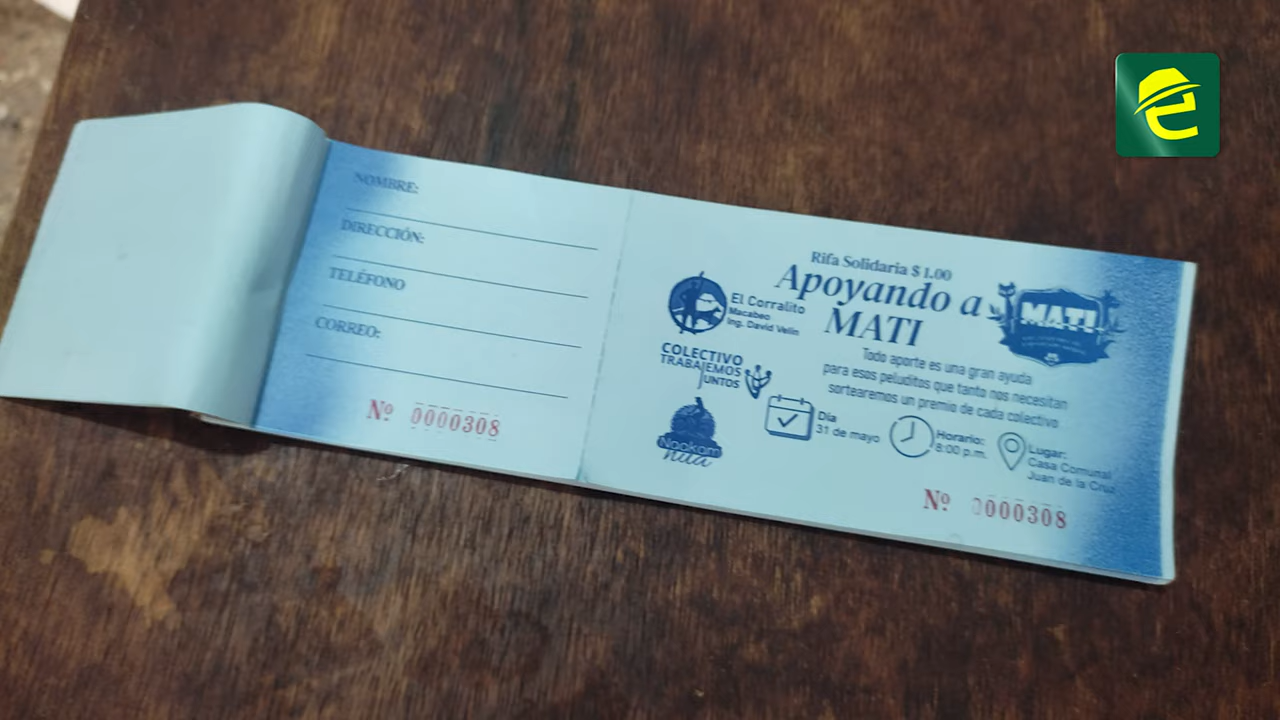 NOMBRE:
DIRECCIÓN:
TELÉFONO
CORREO:
Nº 0000308
Rifa Solidaria $ 1.00
Apoyando a
MATI
MATI
El Corralito
Macabeo
Ing. David Velin
COLECTIVO
TRABAJEMOS
JUNTOS
Nookam
Todo aporte es una gran ayuda
para esos peluditos que tanto nos necesitan
sortearemos un premio de cada colectivo
Día
31 de mayo
Horario:
8:00 p.m.
Lugar:
Casa Comunal
Juan de la Cruz
Nº 0000308